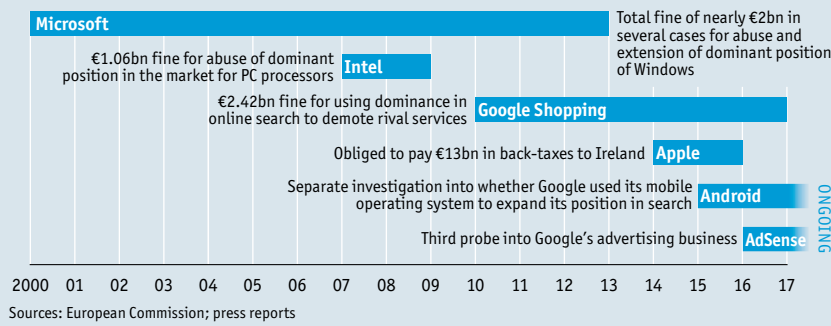 Microsoft
Total fine of nearly €2bn in
several cases for abuse and
extension of dominant position
of Windows
€1.06bn fine for abuse of dominant
position in the market for PC processors
Intel
€2.42bn fine for using dominance in
online search to demote rival services
Google Shopping
Obliged to pay €13bn in back-taxes to Ireland
Apple
Separate investigation into whether Google used its mobile
operating system to expand its position in search
Android
Third probe into Google's advertising business
AdSense
ONGOING
2000 01 02 03 04 05 06 07 08 09 10 11 12 13 14 15 16 17
Sources: European Commission; press reports